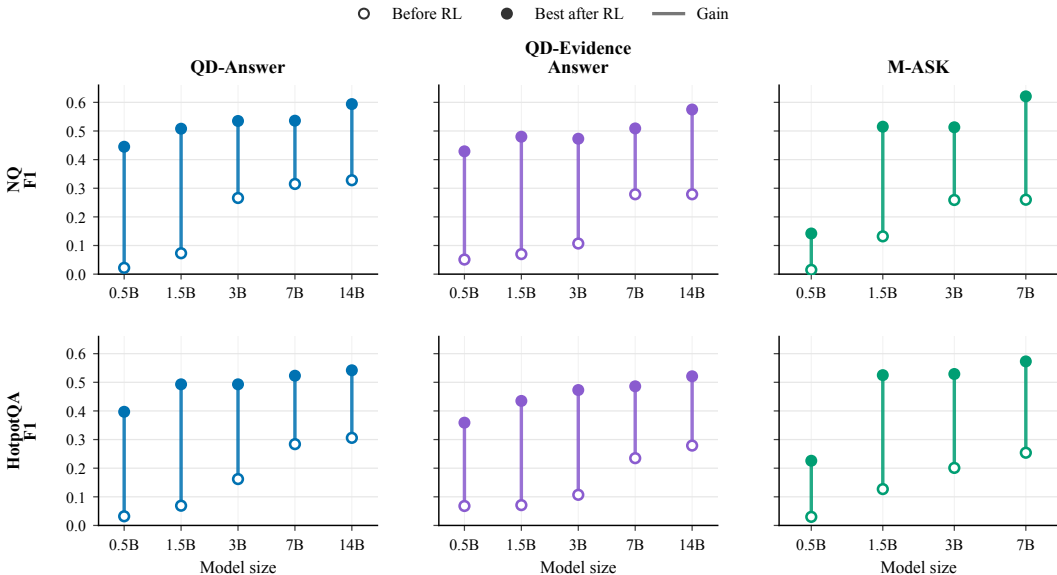 Before RL Best after RL Gain
QD-Answer
QD-Evidence
Answer
M-ASK
NQ
F1
0.6
0.5
0.4
0.3
0.2
0.1
0.0
0.5B 1.5B 3B 7B 14B
0.5B 1.5B 3B 7B 14B
0.5B 1.5B 3B 7B
HotpotQA
F1
0.6
0.5
0.4
0.3
0.2
0.1
0.0
0.5B 1.5B 3B 7B 14B
Model size
0.5B 1.5B 3B 7B 14B
Model size
0.5B 1.5B 3B 7B
Model size